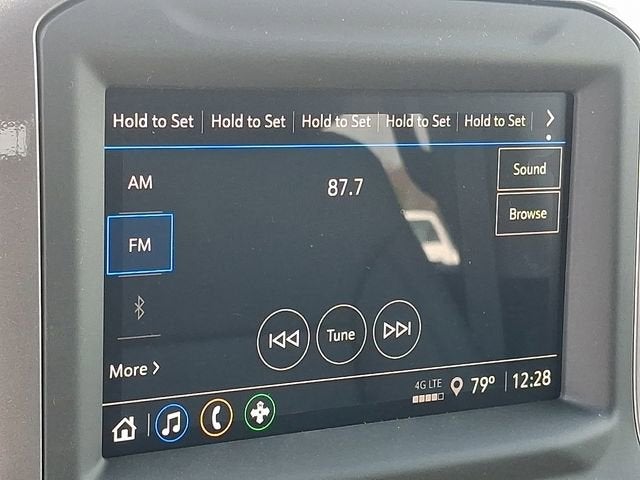 Hold to Set Hold to Set Hold to Set Hold to Set Hold to Set
AM
87.7
Sound
FM
Browse
Tune
More
4G LTE
79° 12:28